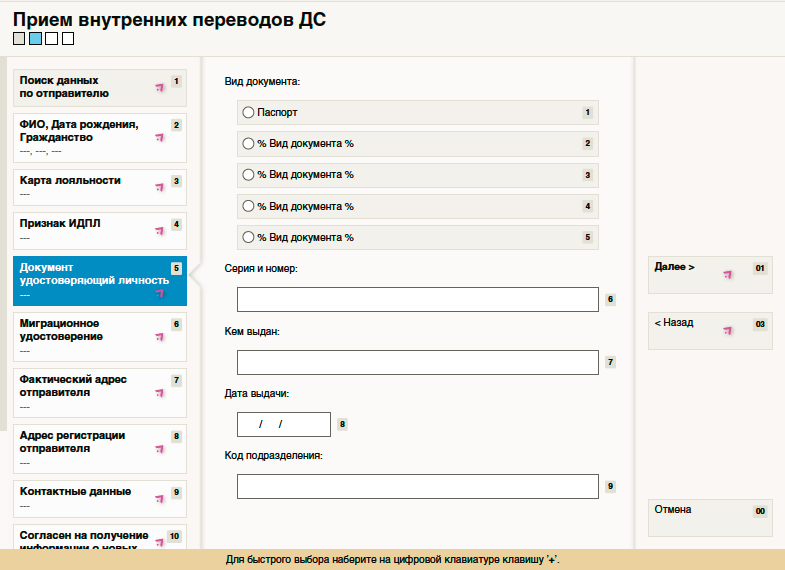 Прием внутренних переводов ДС
Поиск данных
по отправителю
1
ФИО, Дата рождения,
Гражданство
---, ---, ---
2
Карта лояльности
---
3
Признак ИДПЛ
---
4
Документ
удостоверяющий личность
---
5
Миграционное
удостоверение
---
6
Фактический адрес
отправителя
---
7
Адрес регистрации
отправителя
---
8
Контактные данные
---
9
Согласен на получение
информации о новых
10
Вид документа:
Паспорт 1
% Вид документа % 2
% Вид документа % 3
% Вид документа % 4
% Вид документа % 5
Серия и номер:
6
Кем выдан:
7
Дата выдачи:
/ / 8
Код подразделения:
9
Далее > 01
< Назад 03
Отмена 00
Для быстрого выбора наберите на цифровой клавиатуре клавишу '+'.